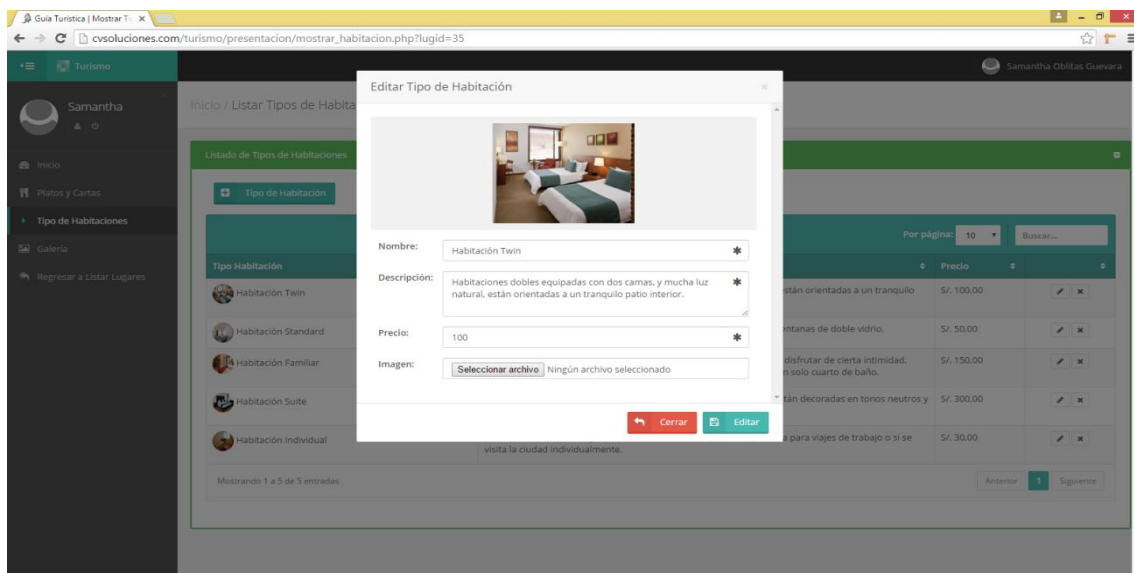 Guía Turística | Mostrar Ti
cvsoluciones.com/turismo/presentacion/mostrar_habitacion.php?lugid=35
Turismo
Samantha Oblitas Guevara
Samantha
Inicio
Platos y Cartas
Tipo de Habitaciones
Galería
Regresar a Listar Lugares
Inicio / Listar Tipos de Habita
Listado de Tipos de Habitaciones
Tipo de Habitación
Por página: 10 Buscar...
Tipo Habitación Precio
Habitación Twin están orientadas a un tranquilo S/. 100.00
Habitación Standard ventanas de doble vidrio. S/. 50.00
Habitación Familiar disfrutar de cierta intimidad. S/. 150.00
n solo cuarto de baño.
Habitación Suite tán decoradas en tonos neutros y S/. 300.00
Habitación Individual a para viajes de trabajo o si se S/. 30.00
visita la ciudad individualmente.
Mostrando 1 a 5 de 5 entradas
Anterior 1 Siguiente
Editar Tipo de Habitación
Nombre: Habitación Twin
Descripción: Habitaciones dobles equipadas con dos camas, y mucha luz
natural, están orientadas a un tranquilo patio interior.
Precio: 100
Imagen: Seleccionar archivo Ningún archivo seleccionado
Cerrar Editar